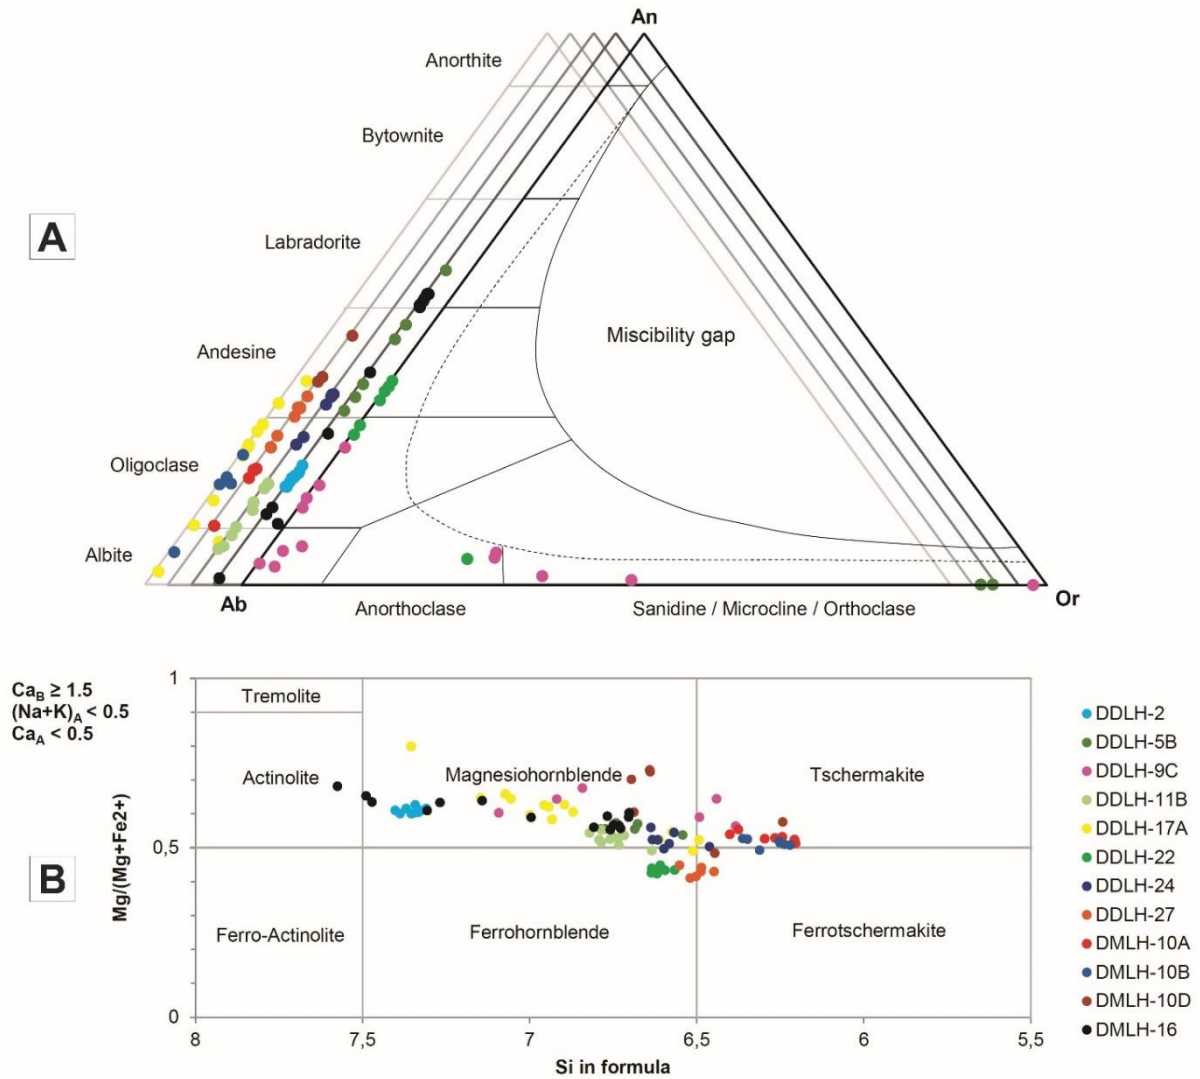 An
Anorthite
Bytownite
A
Labradorite
Miscibility gap
Andesine
Oligoclase
Albite
Ab
Anorthoclase
Sanidine / Microcline / Orthoclase
Or
CaB ≥ 1.5
(Na+K)A < 0.5
CaA < 0.5
1
Tremolite
Actinolite
Magnesiohornblende
Tschermakite
0,5
B
Mg/(Mg+Fe2+)
Ferro-Actinolite
Ferrohornblende
Ferrotschermakite
0
8
7,5
7
6,5
6
5,5
Si in formula
DDLH-2
DDLH-5B
DDLH-9C
DDLH-11B
DDLH-17A
DDLH-22
DDLH-24
DDLH-27
DMLH-10A
DMLH-10B
DMLH-10D
DMLH-16